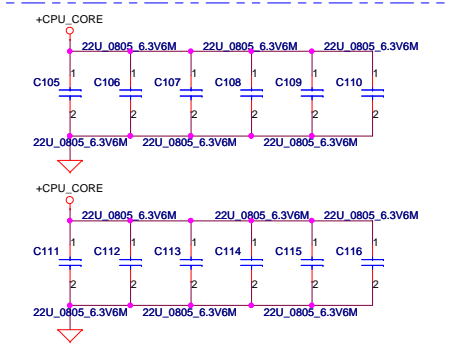 +CPU_CORE
22U_0805_6.3V6M 22U_0805_6.3V6M 22U_0805_6.3V6M
1 1 1 1 1 1
C105 C106 C107 C108 C109 C110
2 2 2 2 2 2
22U_0805_6.3V6M 22U_0805_6.3V6M 22U_0805_6.3V6M
+CPU_CORE
22U_0805_6.3V6M 22U_0805_6.3V6M 22U_0805_6.3V6M
1 1 1 1 1 1
C111 C112 C113 C114 C115 C116
2 2 2 2 2 2
22U_0805_6.3V6M 22U_0805_6.3V6M 22U_0805_6.3V6M